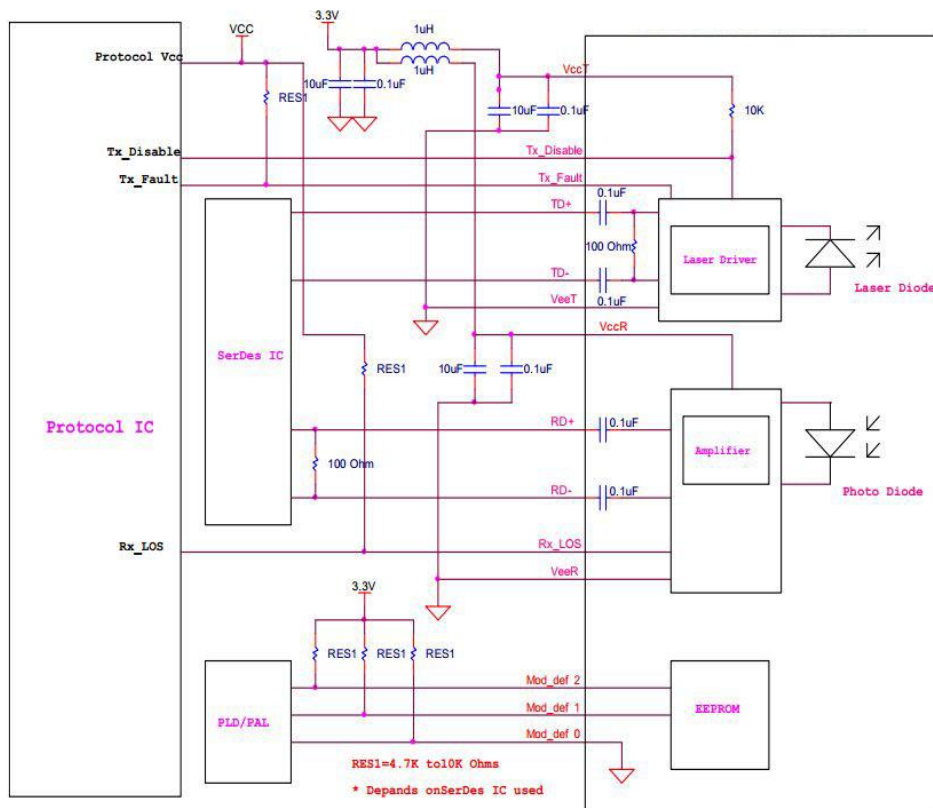 3.3V
VCC
1uH
1uH
Protocol Vcc
VccT
10uF
0.1uF
RES1
10uF
0.1uF
10K
Tx_Disable
Tx_Disable
Tx_Fault
Tx_Fault
0.1uF
TD+
100 Ohm
Laser Driver
TD-
0.1uF
Laser Diode
VeeT
VccR
SerDes IC
RES1
10uF
0.1uF
Protocol IC
RD+
0.1uF
Amplifier
100 Ohm
RD-
0.1uF
Photo Diode
Rx_LOS
Rx_LOS
VeeR
3.3V
RES1
RES1
RES1
Mod_def 2
PLD/PAL
Mod_def 1
EEPROM
Mod_def 0
RES1=4.7K to10K Ohms
* Depands onSerDes IC used